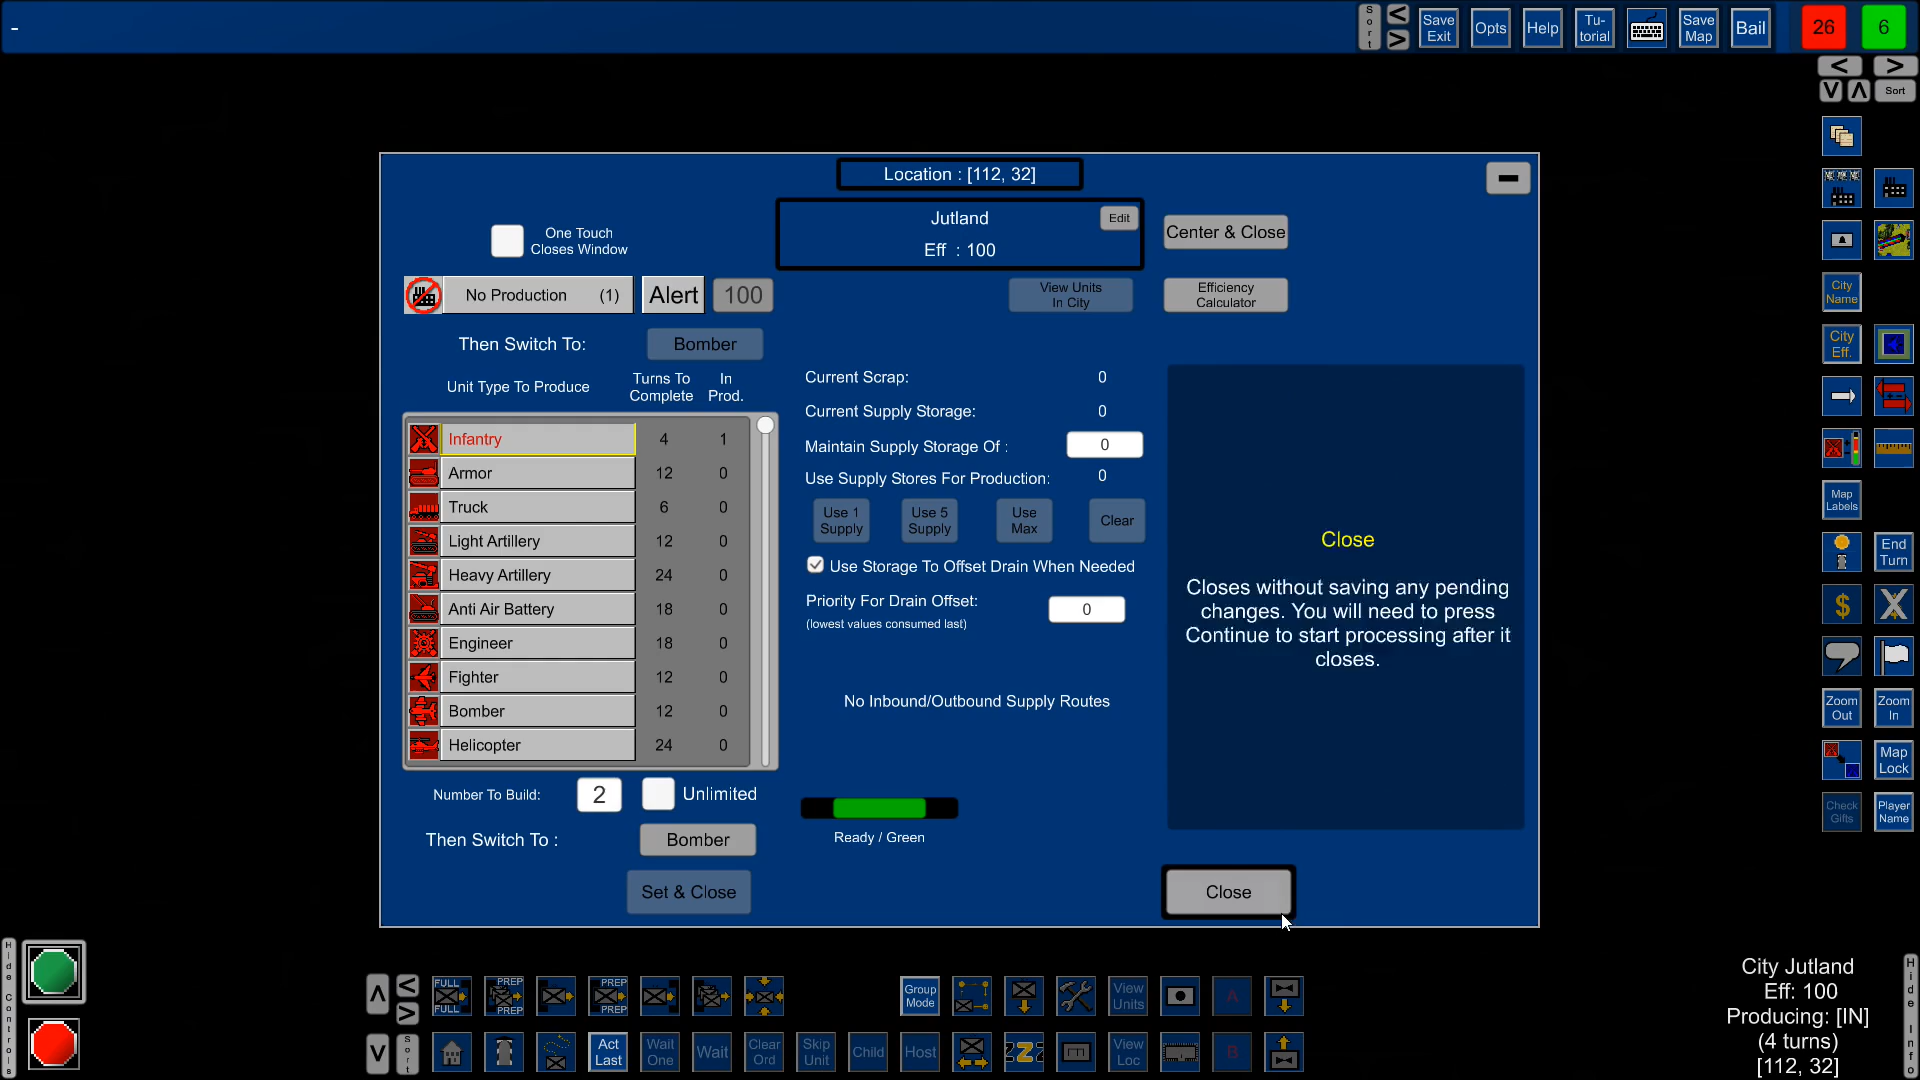 -
Sort
<
>
Save
Exit
Opts
Help
Tu-
torial
Save
Map
Bail
26
6
<
>
V
Λ
Sort
Location : [112, 32]
Jutland
Edit
Eff : 100
One Touch
Closes Window
Center & Close
No Production (1)
Alert
100
View Units
In City
Efficiency
Calculator
Then Switch To:
Bomber
Unit Type To Produce
Turns To
Complete
In
Prod.
Infantry 4 1
Armor 12 0
Truck 6 0
Light Artillery 12 0
Heavy Artillery 24 0
Anti Air Battery 18 0
Engineer 18 0
Fighter 12 0
Bomber 12 0
Helicopter 24 0
Number To Build: 2
Unlimited
Then Switch To :
Bomber
Set & Close
Current Scrap: 0
Current Supply Storage: 0
Maintain Supply Storage Of : 0
Use Supply Stores For Production: 0
Use 1
Supply
Use 5
Supply
Use
Max
Clear
Use Storage To Offset Drain When Needed
Priority For Drain Offset: 0
(lowest values consumed last)
No Inbound/Outbound Supply Routes
Ready / Green
Close
Closes without saving any pending
changes. You will need to press
Continue to start processing after it
closes.
Close
City
Name
City
Eff.
Map
Labels
End
Turn
$
Zoom
Out
Zoom
In
Map
Lock
Check
Gifts
Player
Name
Hide Controls
Λ
<
>
FULL
FULL
PREP
PREP
PREP
PREP
Group
Mode
View
Units
A
V
Sort
Act
Last
Wait
One
Wait
Clear
Ord
Skip
Unit
Child
Host
ZZZ
View
Loc
B
City Jutland
Eff: 100
Producing: [IN]
(4 turns)
[112, 32]
Hide Info